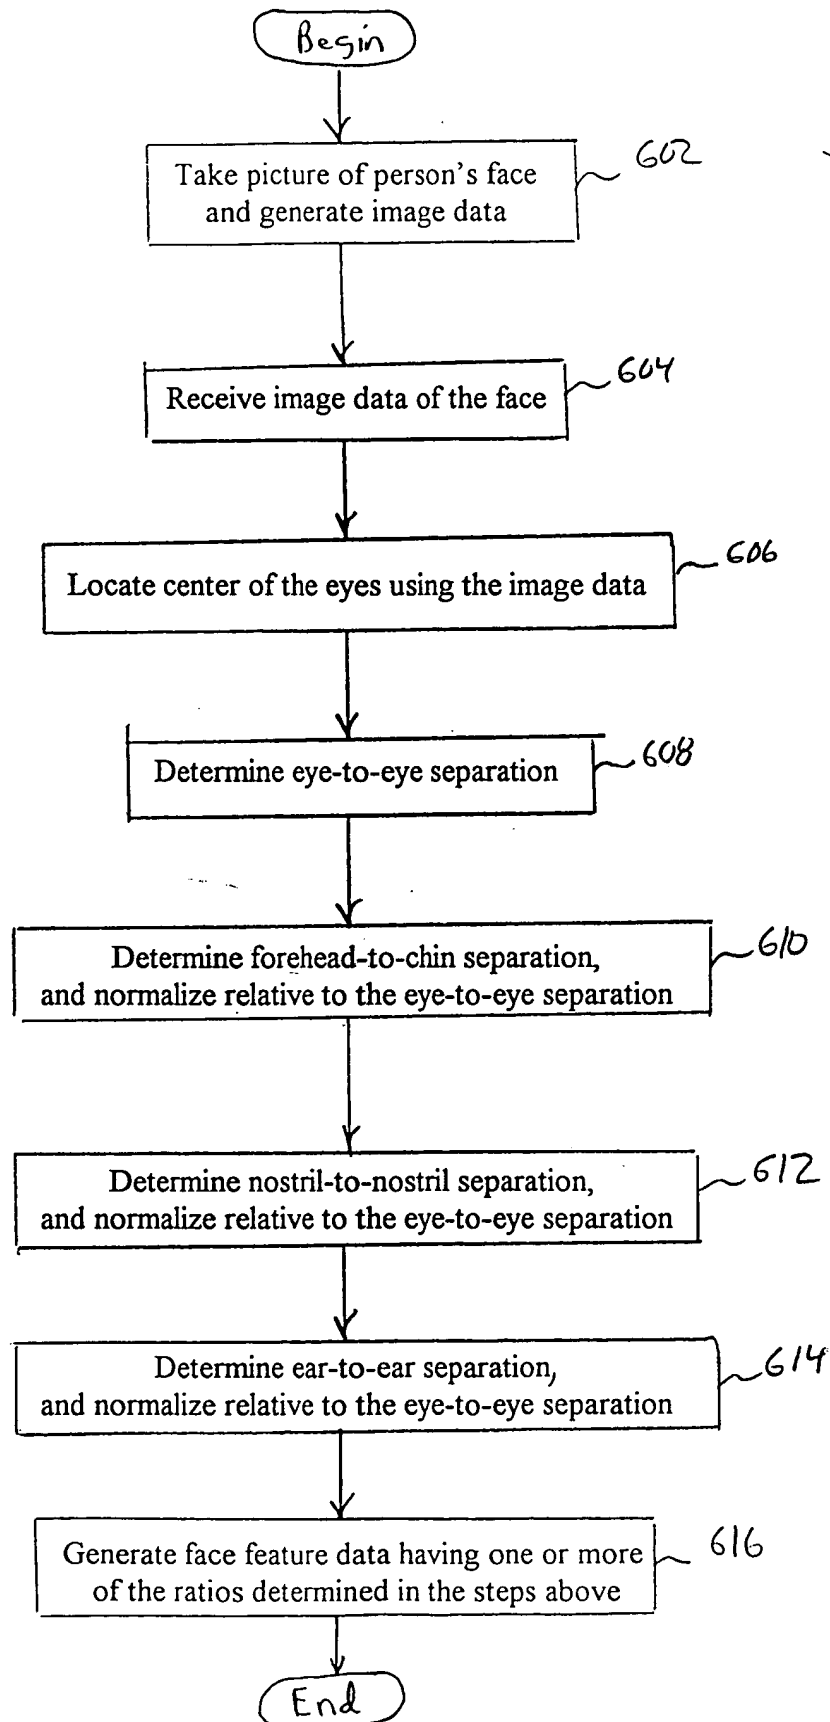 Begin
Take picture of person's face
and generate image data
602
Receive image data of the face
604
Locate center of the eyes using the image data
606
Determine eye-to-eye separation
608
Determine forehead-to-chin separation,
and normalize relative to the eye-to-eye separation
610
Determine nostril-to-nostril separation,
and normalize relative to the eye-to-eye separation
612
Determine ear-to-ear separation,
and normalize relative to the eye-to-eye separation
614
Generate face feature data having one or more
of the ratios determined in the steps above
616
End